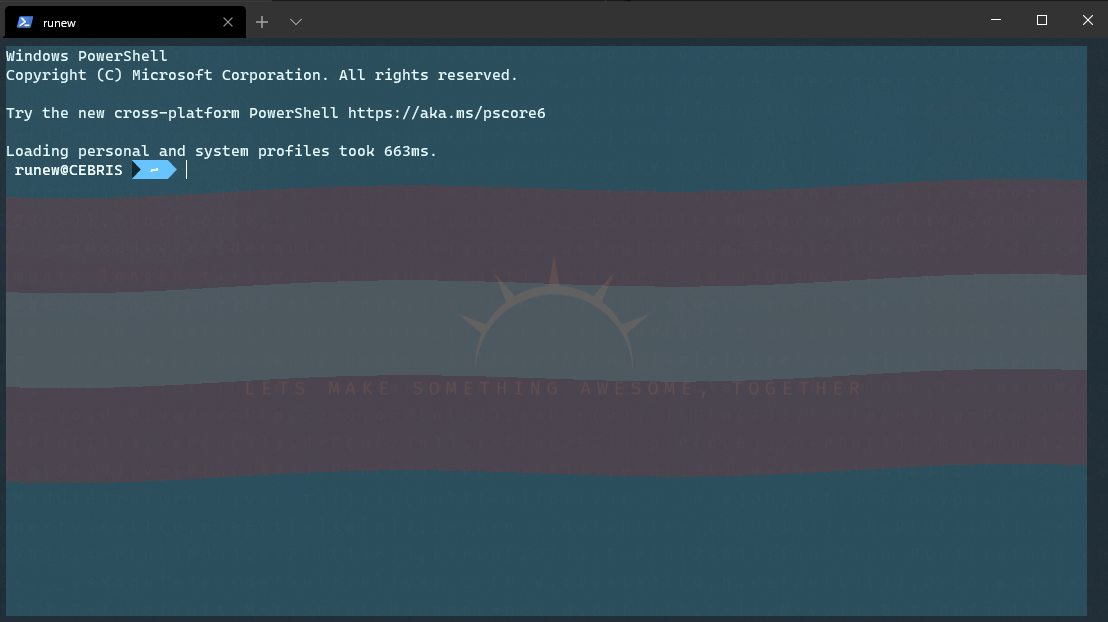 runew
Windows PowerShell
Copyright (C) Microsoft Corporation. All rights reserved.
Try the new cross-platform PowerShell https://aka.ms/pscore6
Loading personal and system profiles took 663ms.
runew@CEBRIS ~
LETS MAKE SOMETHING AWESOME, TOGETHER